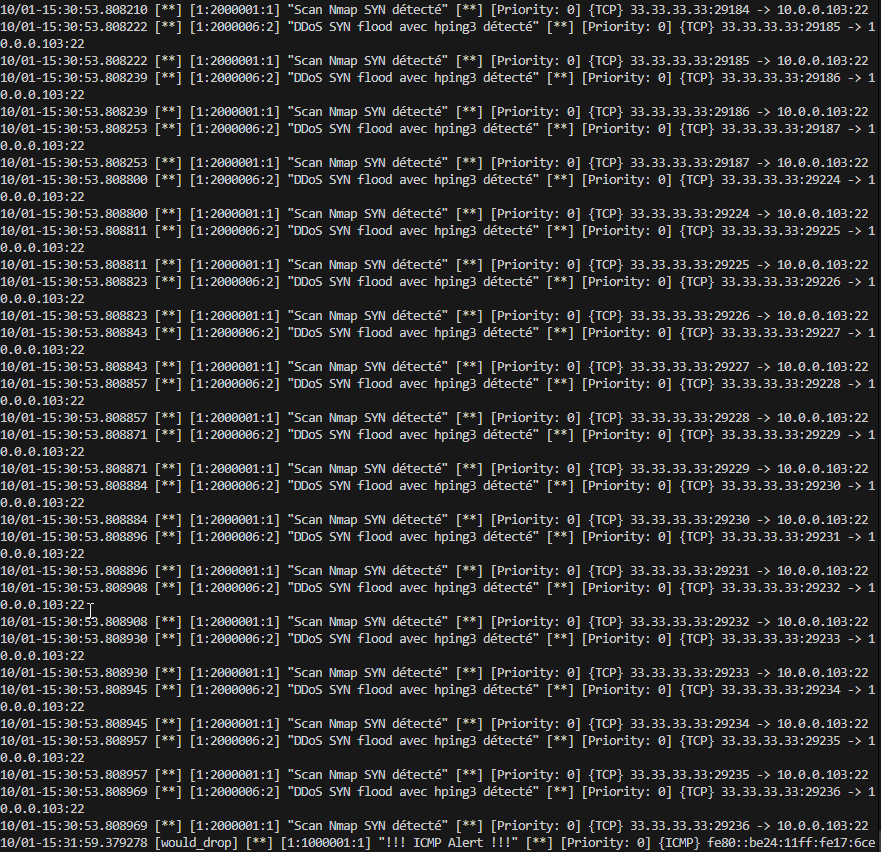 10/01-15:30:53.808210 [**] [1:2000001:1] "Scan Nmap SYN détecté" [**] [Priority: 0] {TCP} 33.33.33.33:29184 -> 10.0.0.103:22
10/01-15:30:53.808222 [**] [1:2000006:2] "DDoS SYN flood avec hping3 détecté" [**] [Priority: 0] {TCP} 33.33.33.33:29185 -> 1
0.0.0.103:22
10/01-15:30:53.808222 [**] [1:2000001:1] "Scan Nmap SYN détecté" [**] [Priority: 0] {TCP} 33.33.33.33:29185 -> 10.0.0.103:22
10/01-15:30:53.808239 [**] [1:2000006:2] "DDoS SYN flood avec hping3 détecté" [**] [Priority: 0] {TCP} 33.33.33.33:29186 -> 1
0.0.0.103:22
10/01-15:30:53.808239 [**] [1:2000001:1] "Scan Nmap SYN détecté" [**] [Priority: 0] {TCP} 33.33.33.33:29186 -> 10.0.0.103:22
10/01-15:30:53.808253 [**] [1:2000006:2] "DDoS SYN flood avec hping3 détecté" [**] [Priority: 0] {TCP} 33.33.33.33:29187 -> 1
0.0.0.103:22
10/01-15:30:53.808253 [**] [1:2000001:1] "Scan Nmap SYN détecté" [**] [Priority: 0] {TCP} 33.33.33.33:29187 -> 10.0.0.103:22
10/01-15:30:53.808800 [**] [1:2000006:2] "DDoS SYN flood avec hping3 détecté" [**] [Priority: 0] {TCP} 33.33.33.33:29224 -> 1
0.0.0.103:22
10/01-15:30:53.808800 [**] [1:2000001:1] "Scan Nmap SYN détecté" [**] [Priority: 0] {TCP} 33.33.33.33:29224 -> 10.0.0.103:22
10/01-15:30:53.808811 [**] [1:2000006:2] "DDoS SYN flood avec hping3 détecté" [**] [Priority: 0] {TCP} 33.33.33.33:29225 -> 1
0.0.0.103:22
10/01-15:30:53.808811 [**] [1:2000001:1] "Scan Nmap SYN détecté" [**] [Priority: 0] {TCP} 33.33.33.33:29225 -> 10.0.0.103:22
10/01-15:30:53.808823 [**] [1:2000006:2] "DDoS SYN flood avec hping3 détecté" [**] [Priority: 0] {TCP} 33.33.33.33:29226 -> 1
0.0.0.103:22
10/01-15:30:53.808823 [**] [1:2000001:1] "Scan Nmap SYN détecté" [**] [Priority: 0] {TCP} 33.33.33.33:29226 -> 10.0.0.103:22
10/01-15:30:53.808843 [**] [1:2000006:2] "DDoS SYN flood avec hping3 détecté" [**] [Priority: 0] {TCP} 33.33.33.33:29227 -> 1
0.0.0.103:22
10/01-15:30:53.808843 [**] [1:2000001:1] "Scan Nmap SYN détecté" [**] [Priority: 0] {TCP} 33.33.33.33:29227 -> 10.0.0.103:22
10/01-15:30:53.808857 [**] [1:2000006:2] "DDoS SYN flood avec hping3 détecté" [**] [Priority: 0] {TCP} 33.33.33.33:29228 -> 1
0.0.0.103:22
10/01-15:30:53.808857 [**] [1:2000001:1] "Scan Nmap SYN détecté" [**] [Priority: 0] {TCP} 33.33.33.33:29228 -> 10.0.0.103:22
10/01-15:30:53.808871 [**] [1:2000006:2] "DDoS SYN flood avec hping3 détecté" [**] [Priority: 0] {TCP} 33.33.33.33:29229 -> 1
0.0.0.103:22
10/01-15:30:53.808871 [**] [1:2000001:1] "Scan Nmap SYN détecté" [**] [Priority: 0] {TCP} 33.33.33.33:29229 -> 10.0.0.103:22
10/01-15:30:53.808884 [**] [1:2000006:2] "DDoS SYN flood avec hping3 détecté" [**] [Priority: 0] {TCP} 33.33.33.33:29230 -> 1
0.0.0.103:22
10/01-15:30:53.808884 [**] [1:2000001:1] "Scan Nmap SYN détecté" [**] [Priority: 0] {TCP} 33.33.33.33:29230 -> 10.0.0.103:22
10/01-15:30:53.808896 [**] [1:2000006:2] "DDoS SYN flood avec hping3 détecté" [**] [Priority: 0] {TCP} 33.33.33.33:29231 -> 1
0.0.0.103:22
10/01-15:30:53.808896 [**] [1:2000001:1] "Scan Nmap SYN détecté" [**] [Priority: 0] {TCP} 33.33.33.33:29231 -> 10.0.0.103:22
10/01-15:30:53.808908 [**] [1:2000006:2] "DDoS SYN flood avec hping3 détecté" [**] [Priority: 0] {TCP} 33.33.33.33:29232 -> 1
0.0.0.103:22
10/01-15:30:53.808908 [**] [1:2000001:1] "Scan Nmap SYN détecté" [**] [Priority: 0] {TCP} 33.33.33.33:29232 -> 10.0.0.103:22
10/01-15:30:53.808930 [**] [1:2000006:2] "DDoS SYN flood avec hping3 détecté" [**] [Priority: 0] {TCP} 33.33.33.33:29233 -> 1
0.0.0.103:22
10/01-15:30:53.808930 [**] [1:2000001:1] "Scan Nmap SYN détecté" [**] [Priority: 0] {TCP} 33.33.33.33:29233 -> 10.0.0.103:22
10/01-15:30:53.808945 [**] [1:2000006:2] "DDoS SYN flood avec hping3 détecté" [**] [Priority: 0] {TCP} 33.33.33.33:29234 -> 1
0.0.0.103:22
10/01-15:30:53.808945 [**] [1:2000001:1] "Scan Nmap SYN détecté" [**] [Priority: 0] {TCP} 33.33.33.33:29234 -> 10.0.0.103:22
10/01-15:30:53.808957 [**] [1:2000006:2] "DDoS SYN flood avec hping3 détecté" [**] [Priority: 0] {TCP} 33.33.33.33:29235 -> 1
0.0.0.103:22
10/01-15:30:53.808957 [**] [1:2000001:1] "Scan Nmap SYN détecté" [**] [Priority: 0] {TCP} 33.33.33.33:29235 -> 10.0.0.103:22
10/01-15:30:53.808969 [**] [1:2000006:2] "DDoS SYN flood avec hping3 détecté" [**] [Priority: 0] {TCP} 33.33.33.33:29236 -> 1
0.0.0.103:22
10/01-15:30:53.808969 [**] [1:2000001:1] "Scan Nmap SYN détecté" [**] [Priority: 0] {TCP} 33.33.33.33:29236 -> 10.0.0.103:22
10/01-15:31:59.379278 [would_drop] [**] [1:1000001:1] "!!! ICMP Alert !!!" [**] [Priority: 0] {ICMP} fe80::be24:11ff:fe17:6ce